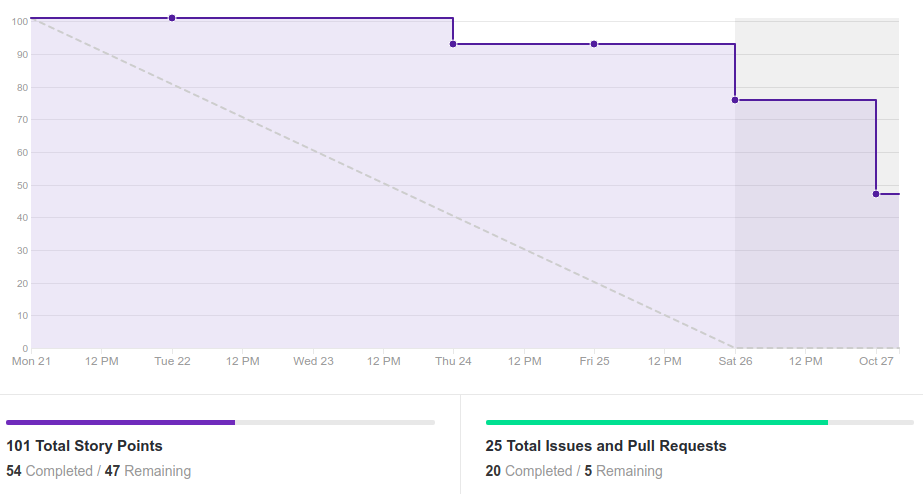 100
90
80
70
60
50
40
30
20
10
0
Mon 21 12 PM Tue 22 12 PM Wed 23 12 PM Thu 24 12 PM Fri 25 12 PM Sat 26 12 PM Oct 27
101 Total Story Points
54 Completed / 47 Remaining
25 Total Issues and Pull Requests
20 Completed / 5 Remaining